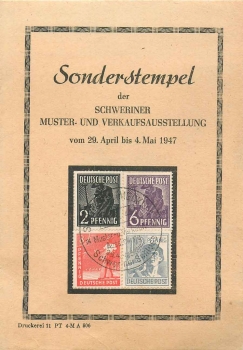 Sonderstempel
der
SCHWERINER
MUSTER- UND VERKAUFSAUSSTELLUNG
vom 29. April bis 4. Mai 1947
DEUTSCHE POST
2
PFENNIG
DEUTSCHE POST
6
PFENNIG
DEUTSCHE POST
DEUTSCHE POST